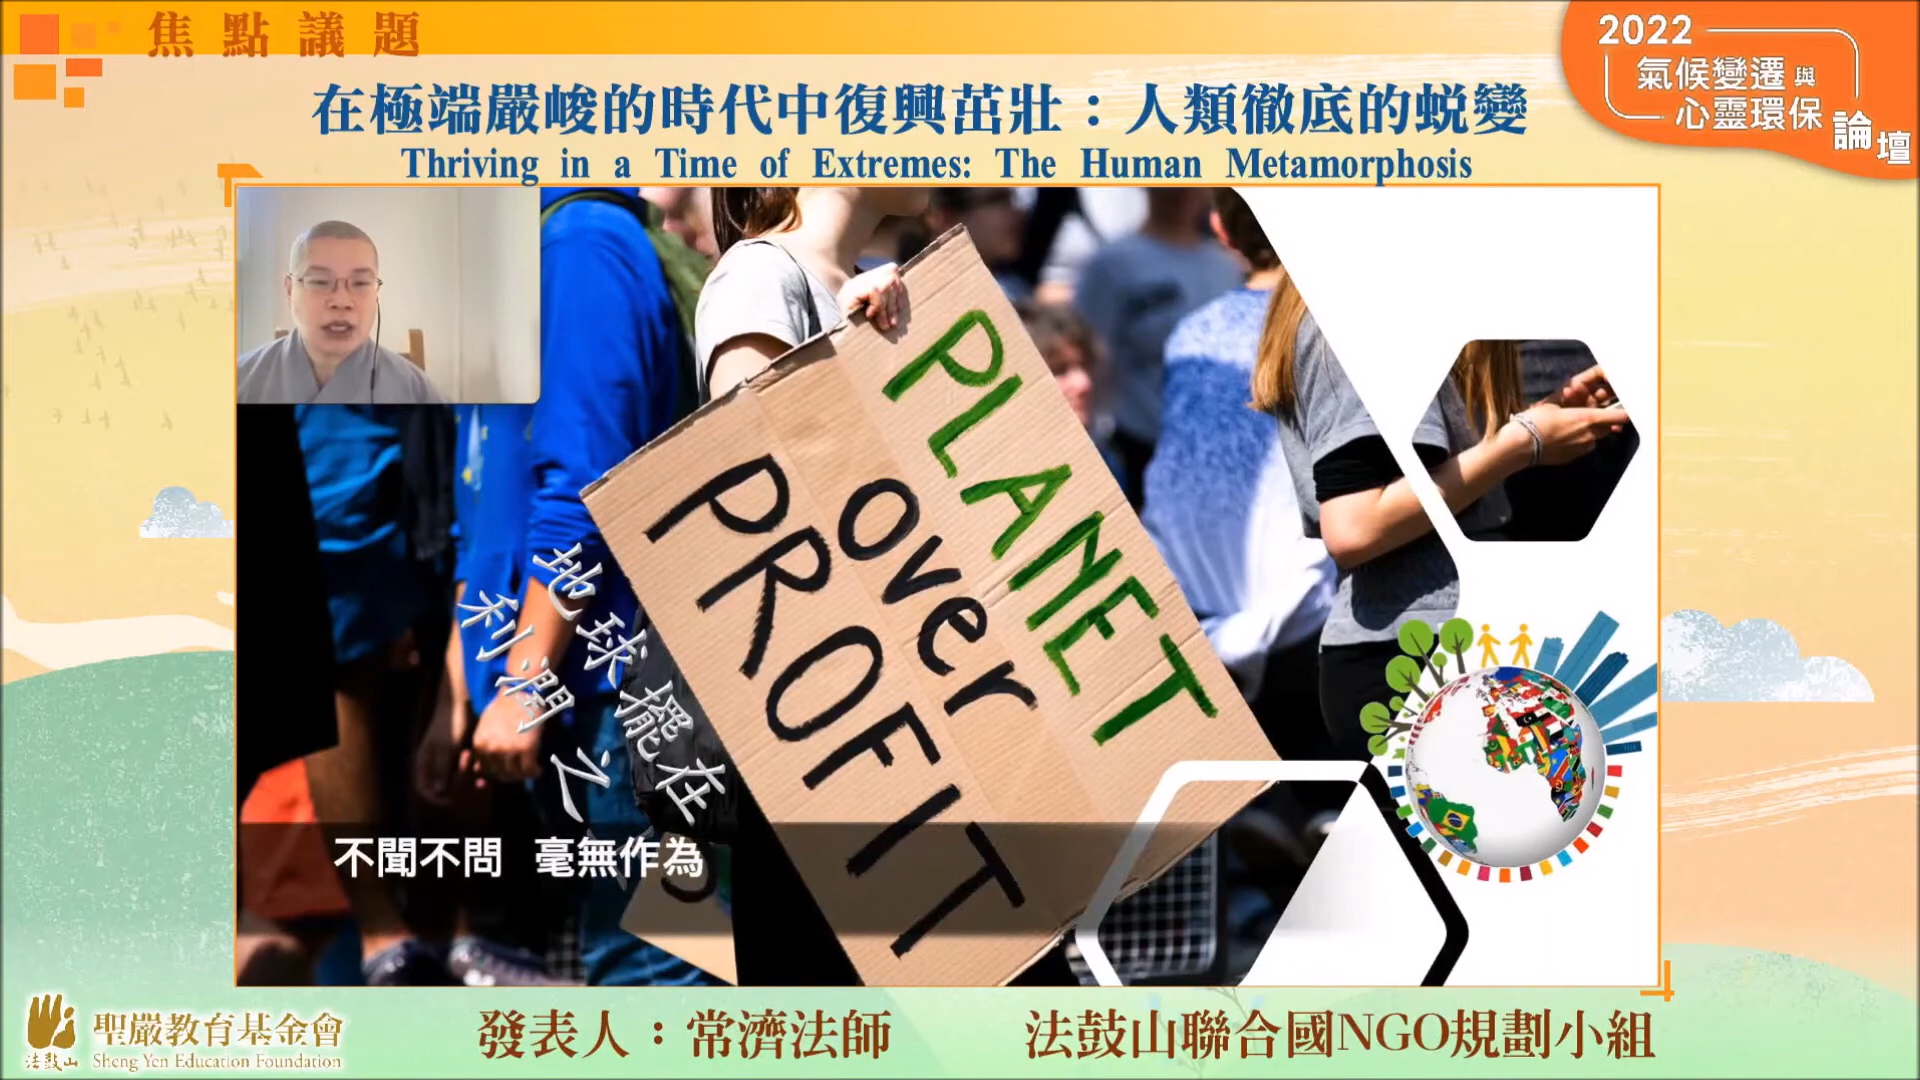 焦點議題
2022
氣候變遷與
心靈環保論壇
在極端嚴峻的時代中復興茁壯：人類徹底的蛻變
Thriving in a Time of Extremes: The Human Metamorphosis
PLANET
over
PROFIT
地球擺在
利潤之
不聞不問 毫無作為
法鼓山
聖嚴教育基金會
Sheng Yen Education Foundation
發表人：常濟法師
法鼓山聯合國NGO規劃小組